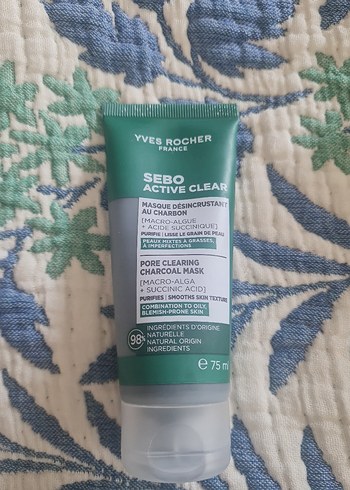 YVES ROCHER
FRANCE
SEBO
ACTIVE CLEAR
MASQUE DÉSINCRUSTANT
AU CHARBON
[MACRO-ALGUE
+ ACIDE SUCCINIQUE]
PURIFIE | LISSE LE GRAIN DE PEAU
PEAUX MIXTES À GRASSES,
À IMPERFECTIONS
PORE CLEARING
CHARCOAL MASK
[MACRO-ALGA
+ SUCCINIC ACID]
PURIFIES | SMOOTHS SKIN TEXTURE
COMBINATION TO OILY,
BLEMISH-PRONE SKIN
98%
INGRÉDIENTS D'ORIGINE
NATURELLE
NATURAL ORIGIN
INGREDIENTS
℮ 75 ml